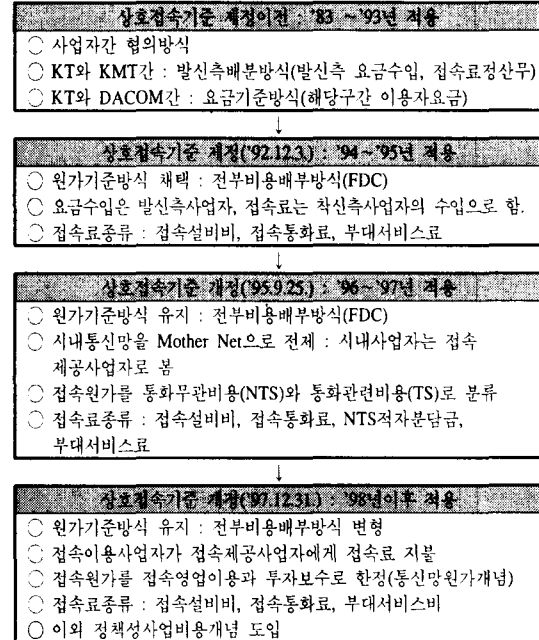 상호접속기준 제정이전 : '83 ~'93년 적용
○ 사업자간 협의방식
○ KT와 KMT간 : 발신측배분방식(발신측 요금수입, 접속료정산무)
○ KT와 DACOM간 : 요금기준방식(해당구간 이용자요금)
↓
상호접속기준 제정('92.12.3.) : '94~'95년 적용
○ 원가기준방식 채택 : 전부비용배부방식(FDC)
○ 요금수입은 발신측사업자, 접속료는 착신측사업자의 수입으로 함.
○ 접속료종류 : 접속설비비, 접속통화료, 부대서비스료
↓
상호접속기준 개정('95.9.25.) : '96~'97년 적용
○ 원가기준방식 유지 : 전부비용배부방식(FDC)
○ 시내통신망을 Mother Net으로 전제 : 시내사업자는 접속
제공사업자로 봄
○ 접속원가를 통화무관비용(NTS)와 통화관련비용(TS)로 분류
○ 접속료종류 : 접속설비비, 접속통화료, NTS적자분담금,
부대서비스료
↓
상호접속기준 개정('97.12.31.) : '98년이후 적용
○ 원가기준방식 유지 : 전부비용배부방식 변형
○ 접속이용사업자가 접속제공사업자에게 접속료 지불
○ 접속원가를 접속영업이용과 투자보수로 한정(통신망원가개념)
○ 접속료종류 : 접속설비비, 접속통화료, 부대서비스비
○ 이외 정책성사업비용개념 도입